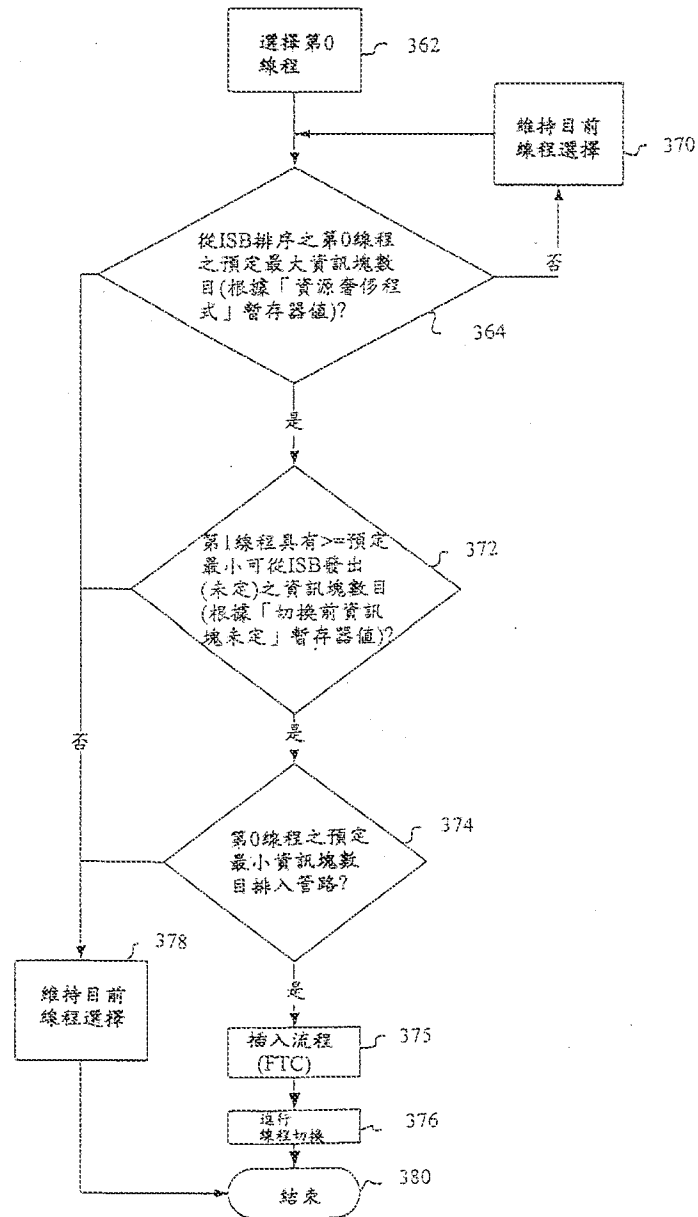 選擇第0
線程
362
維持目前
線程選擇
370
從ISB排序之第0線程
之預定最大資訊塊數
目(根據「資源奢侈程
式」暫存器值)?
否
364
是
第1線程具有>=預定
最小可從ISB發出
(未定)之資訊塊數目
(根據「切換前資訊
塊未定」暫存器值)?
372
否
是
第0線程之預定
最小資訊塊數
目排入管路?
374
378
維持目前
線程選擇
是
插入流程
(FTC)
375
進行
線程切換
376
結束
380